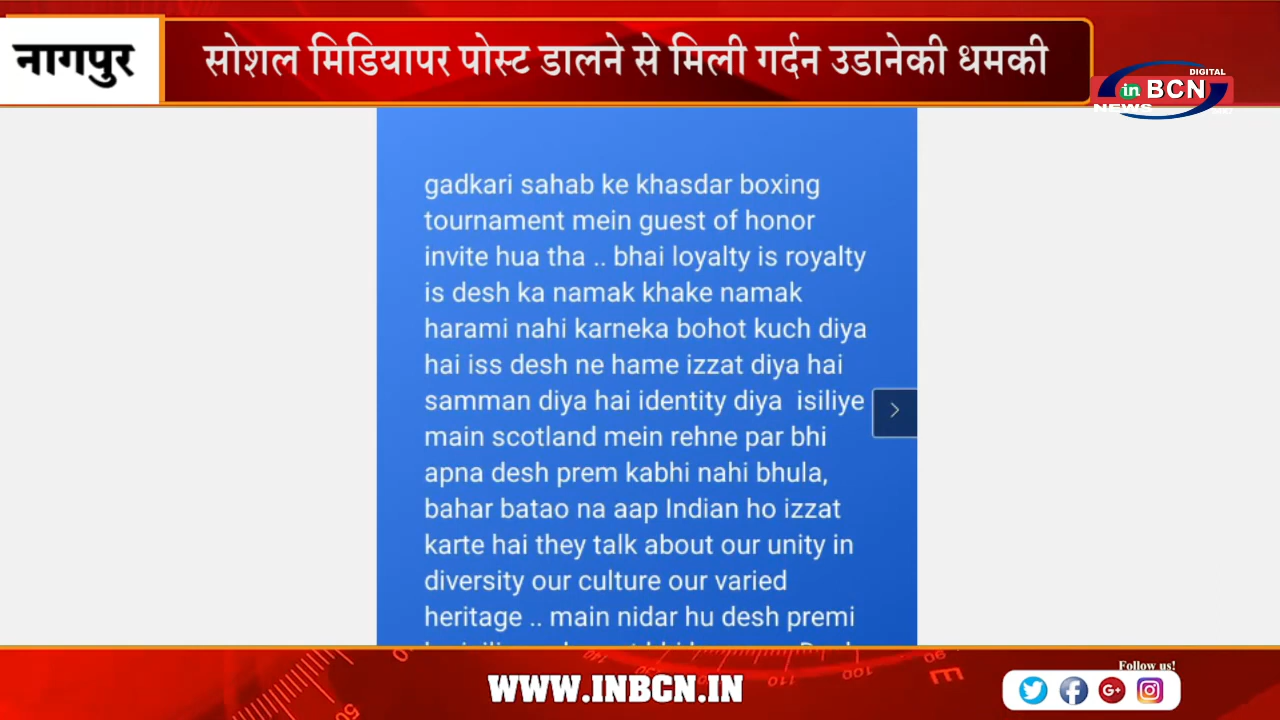 नागपुर
सोशल मिडियापर पोस्ट डालने से मिली गर्दन उडानेकी धमकी
DIGITAL
in BCN
NEWS
gadkari sahab ke khasdar boxing
tournament mein guest of honor
invite hua tha .. bhai loyalty is royalty
is desh ka namak khake namak
harami nahi karneka bohot kuch diya
hai iss desh ne hame izzat diya hai
samman diya hai identity diya  isiliye
main scotland mein rehne par bhi
apna desh prem kabhi nahi bhula,
bahar batao na aap Indian ho izzat
karte hai they talk about our unity in
diversity our culture our varied
heritage .. main nidar hu desh premi
WWW.INBCN.IN
Follow us!